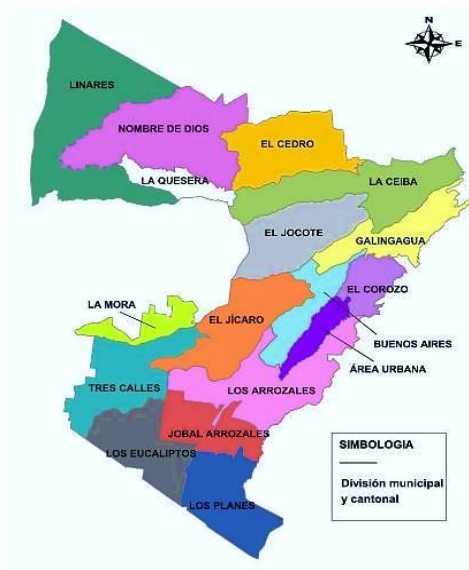 N
E
LINARES
NOMBRE DE DIOS
EL CEDRO
LA QUESERA
LA CEIBA
EL JOCOTE
GALINGAGUA
EL COROZO
LA MORA
EL JÍCARO
BUENOS AIRES
ÁREA URBANA
TRES CALLES
LOS ARROZALES
JOBAL ARROZALES
LOS EUCALIPTOS
LOS PLANES
SIMBOLOGIA
División municipal
y cantonal